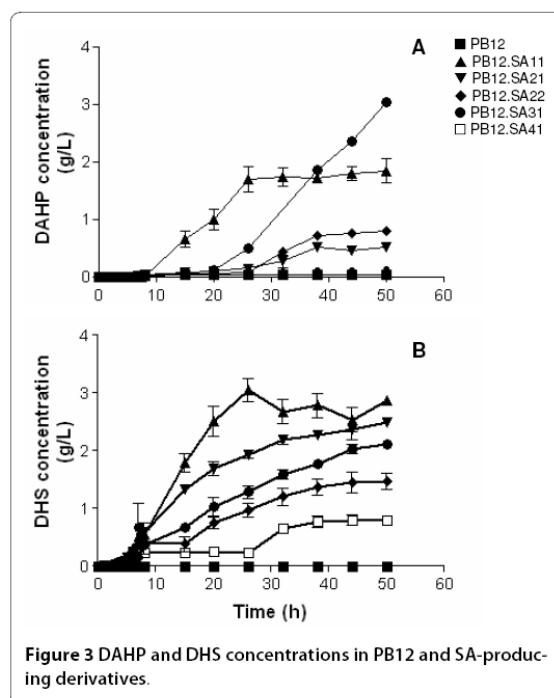 A
PB12
PB12.SA11
PB12.SA21
PB12.SA22
PB12.SA31
PB12.SA41
DAHP concentration
(g/L)
4
3
2
1
0
0 10 20 30 40 50 60
B
DHS concentration
(g/L)
4
3
2
1
0
0 10 20 30 40 50 60
Time (h)
Figure 3 DAHP and DHS concentrations in PB12 and SA-produc-
ing derivatives.